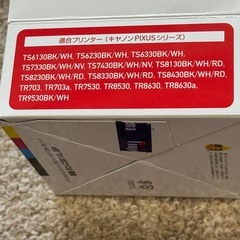 適合プリンター（キヤノンPIXUSシリーズ）
TS6130BK/WH, TS6230BK/WH, TS6330BK/WH,
TS7330BK/WH/NV, TS7430BK/WH/NV, TS8130BK/WH/RD,
TS8230BK/WH/RD, TS8330BK/WH/RD, TS8430BK/WH/RD,
TR703, TR703a, TR7530, TR8530, TR8630, TR8630a,
TR9530BK/WH